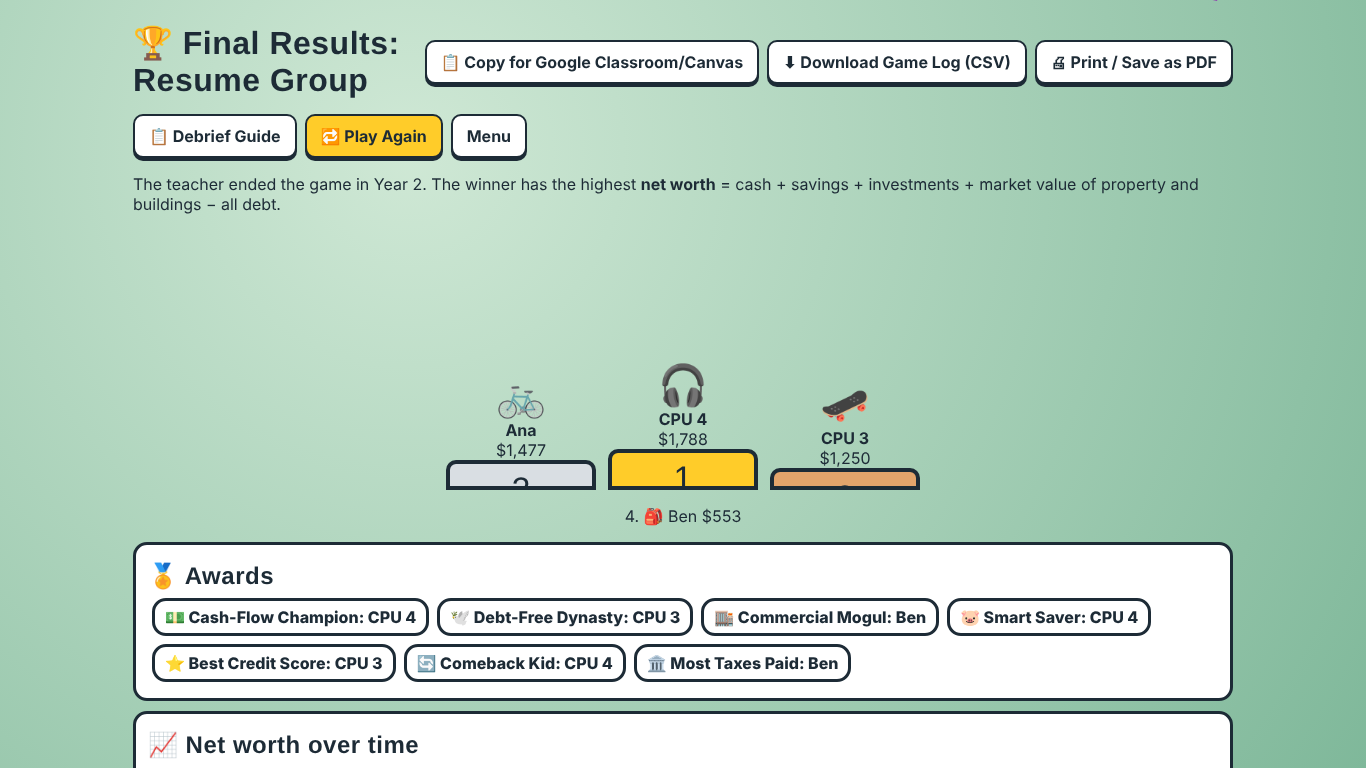 🏆 Final Results:
Resume Group
📋 Copy for Google Classroom/Canvas
⬇ Download Game Log (CSV)
🖨 Print / Save as PDF
📋 Debrief Guide
🔁 Play Again
Menu
The teacher ended the game in Year 2. The winner has the highest net worth = cash + savings + investments + market value of property and
buildings − all debt.
CPU 4
$1,788
1
Ana
$1,477
2
CPU 3
$1,250
4. 🎒 Ben $553
🏅 Awards
💵 Cash-Flow Champion: CPU 4
🕊 Debt-Free Dynasty: CPU 3
🏬 Commercial Mogul: Ben
🐷 Smart Saver: CPU 4
⭐ Best Credit Score: CPU 3
🔄 Comeback Kid: CPU 4
🏛 Most Taxes Paid: Ben
📈 Net worth over time